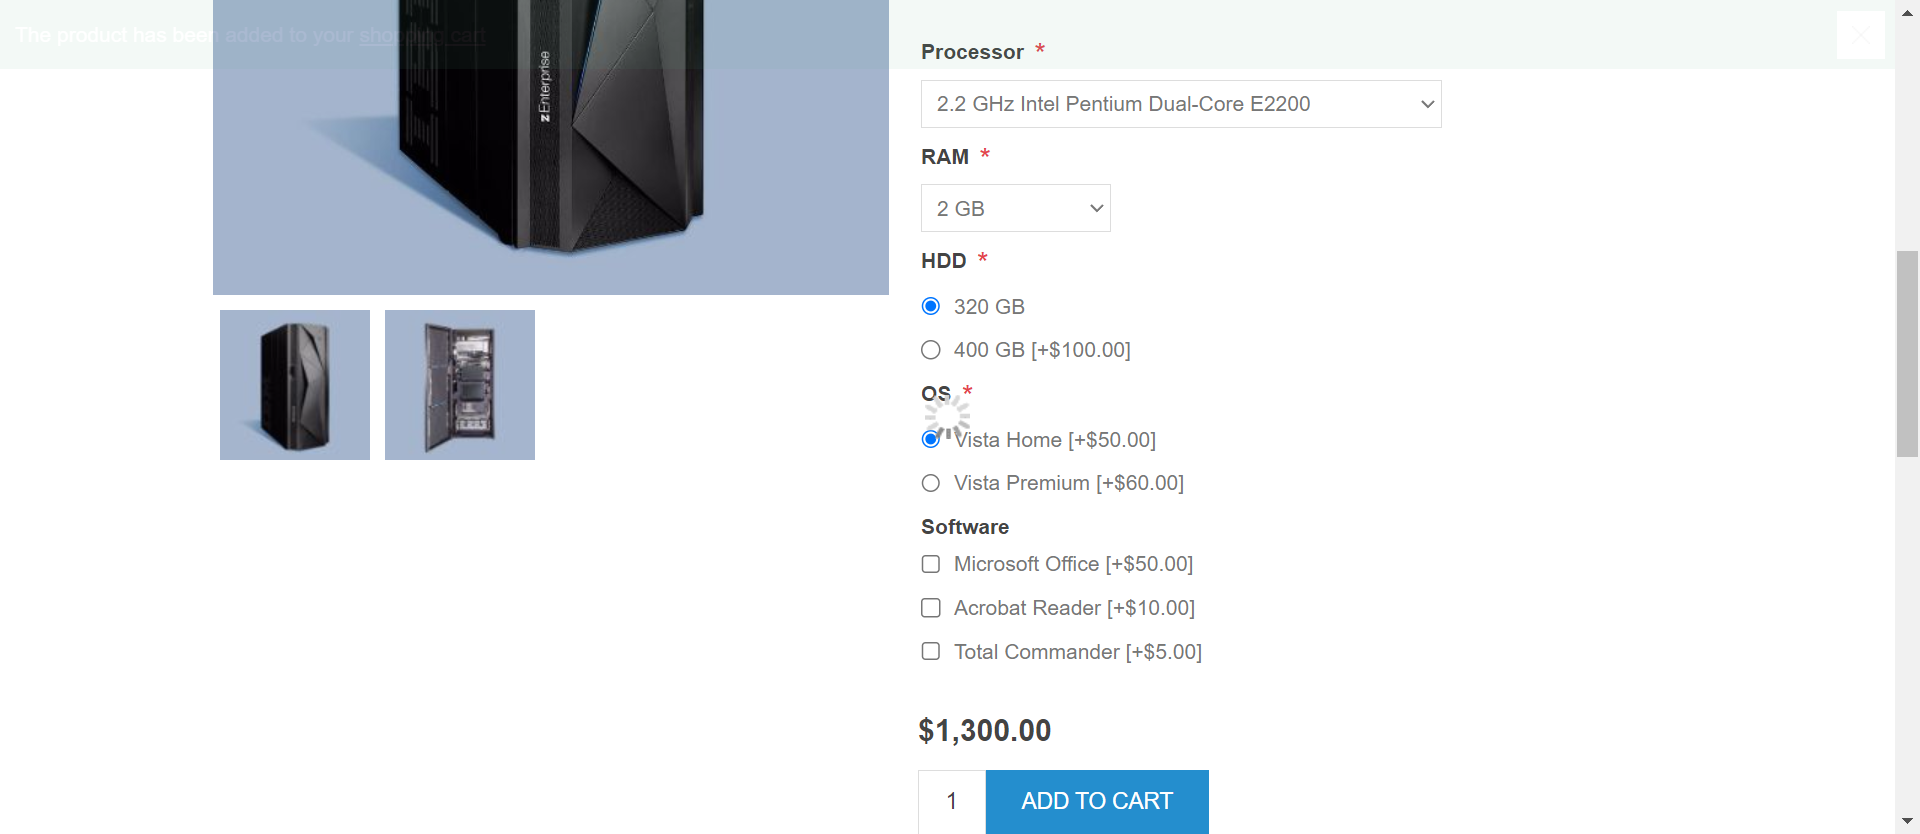 The product has been added to your shopping cart
zEnterprise
Processor *
2.2 GHz Intel Pentium Dual-Core E2200
RAM *
2 GB
HDD *
320 GB
400 GB [+$100.00]
OS *
Vista Home [+$50.00]
Vista Premium [+$60.00]
Software
Microsoft Office [+$50.00]
Acrobat Reader [+$10.00]
Total Commander [+$5.00]
$1,300.00
1
ADD TO CART